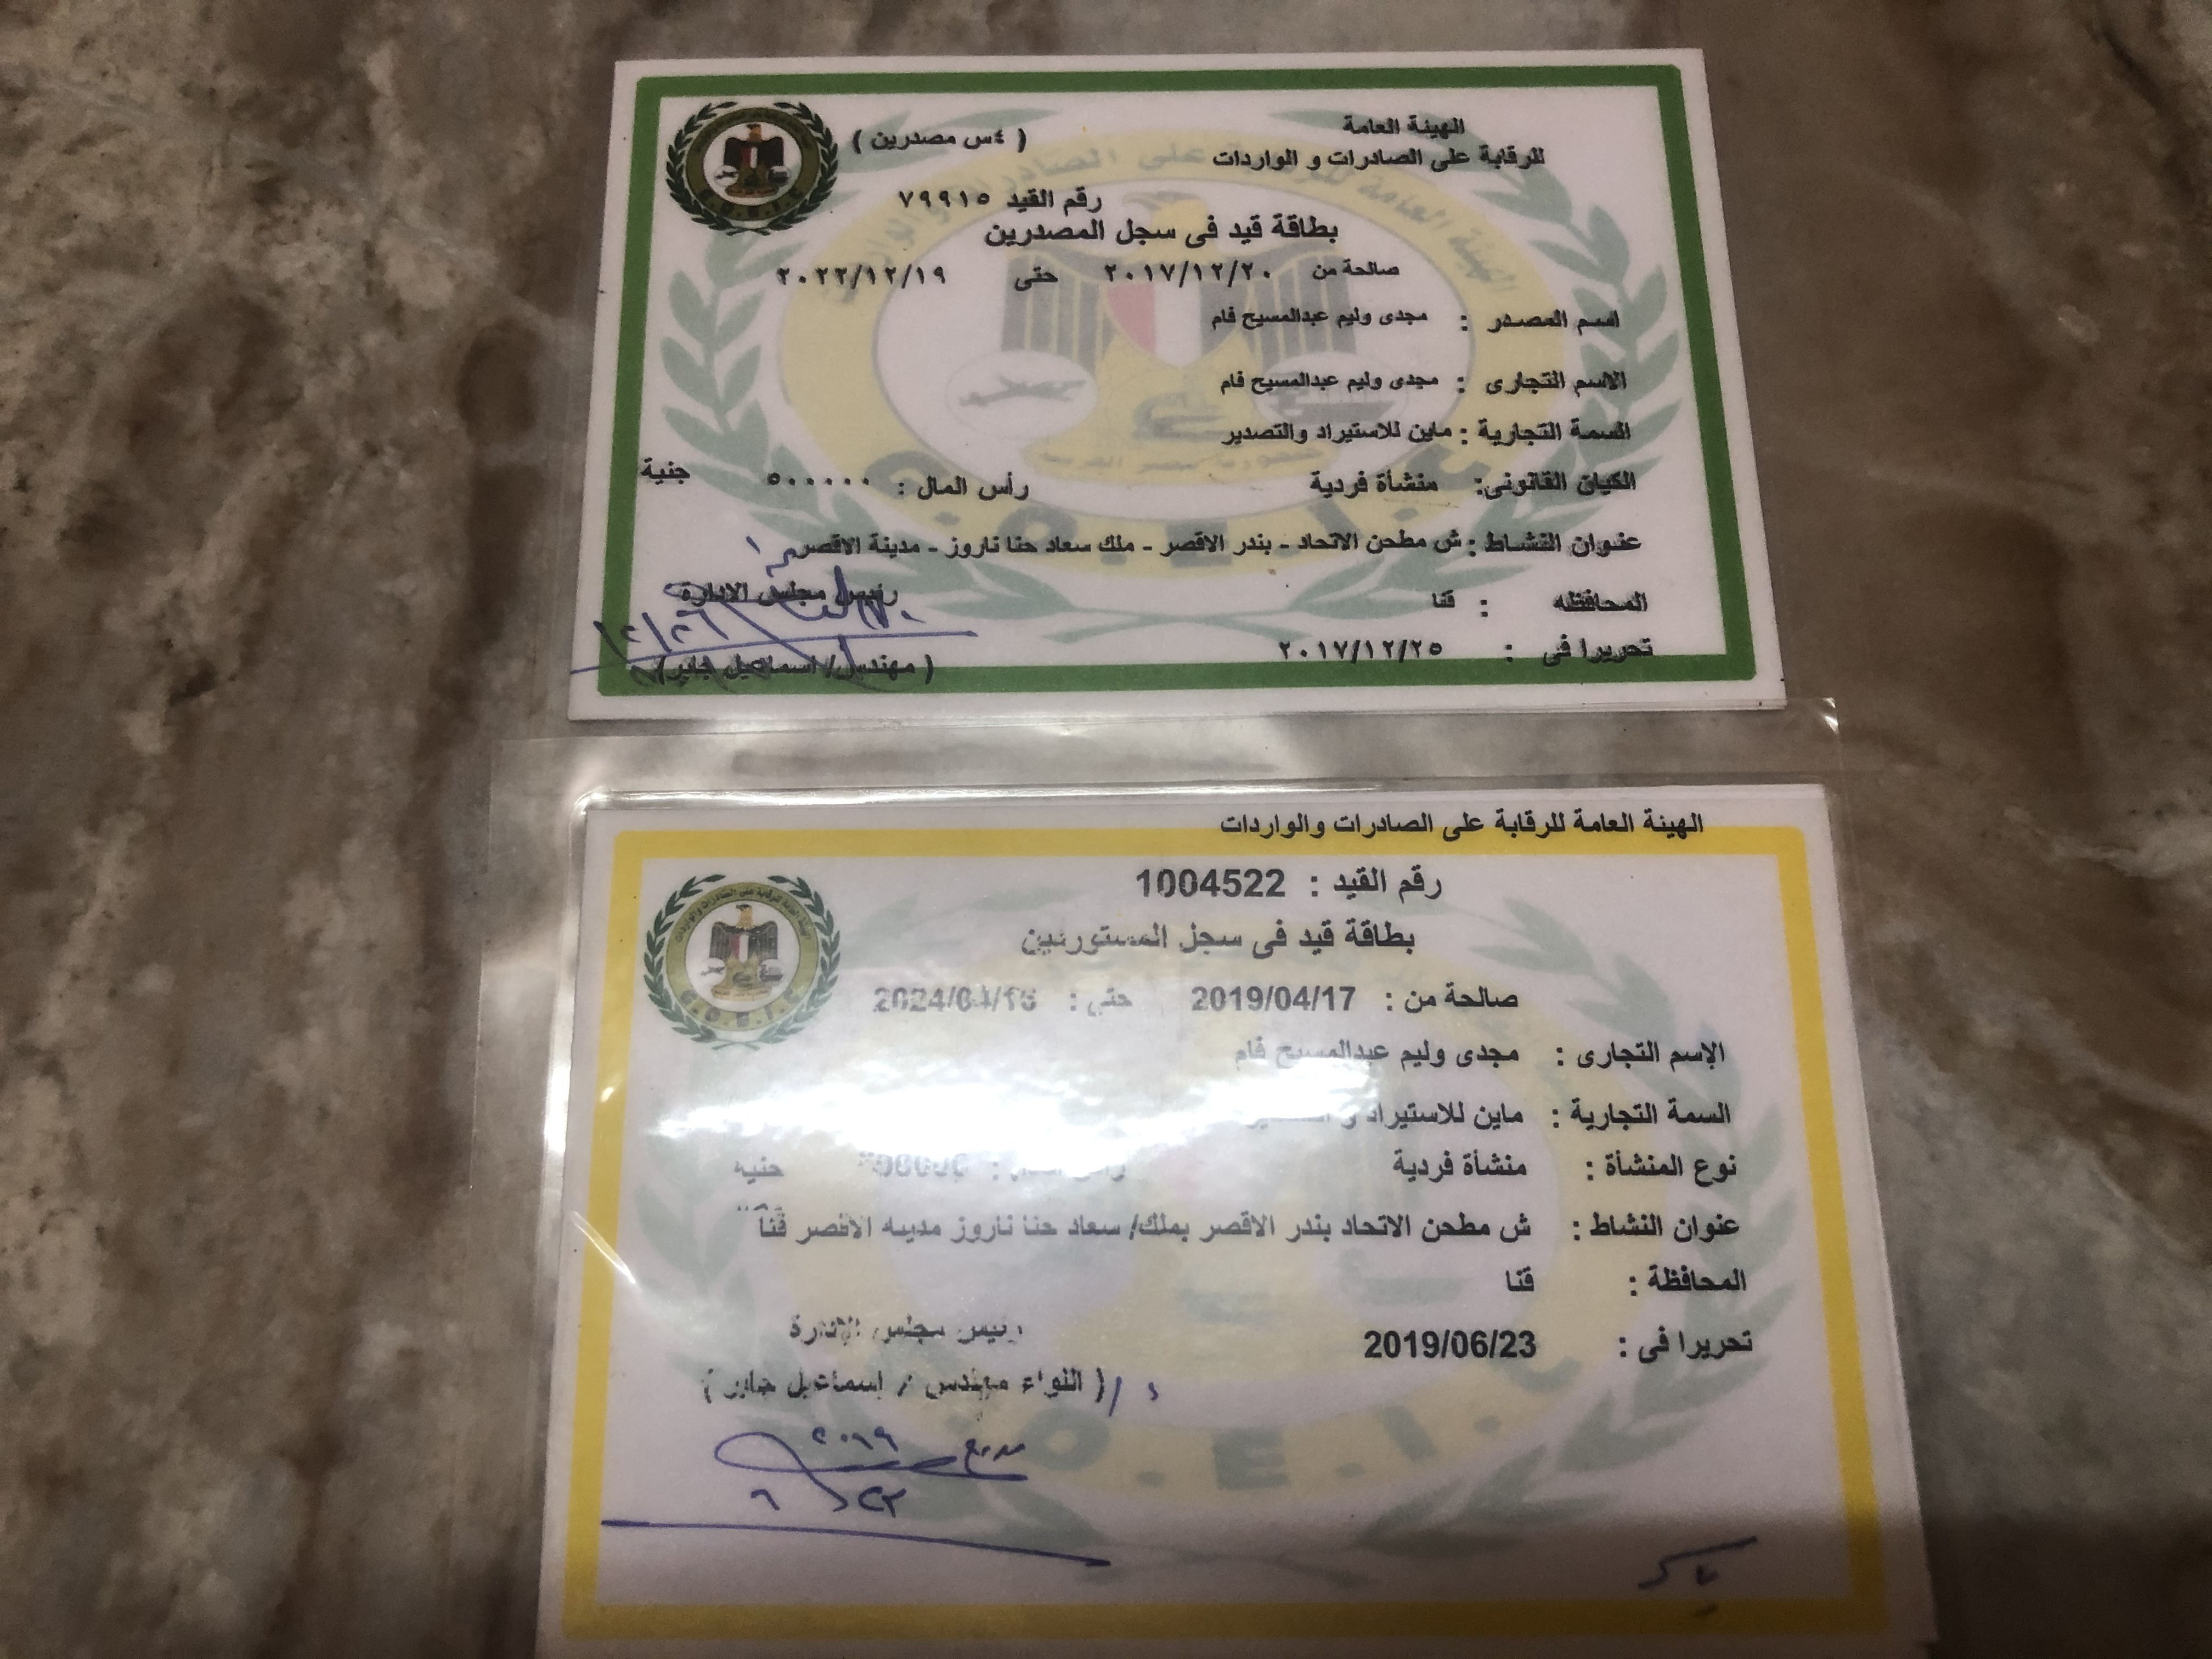 الهيئة العامة
للرقابة على الصادرات و الواردات
( ٤س مصدرين )
رقم القيد ٧٩٩١٥
بطاقة قيد فى سجل المصدرين
صالحة من ٢٠١٧/١٢/٢٠ حتى ٢٠٢٢/١٢/١٩
اسم المصدر : مجدى وليم عبدالمسيح فام
الاسم التجارى : مجدى وليم عبدالمسيح فام
السمة التجارية : ماين للاستيراد والتصدير
الكيان القانونى: منشأة فردية رأس المال : ٥٠٠٠٠٠ جنية
عنوان النشاط : ش مطحن الاتحاد - بندر الاقصر - ملك سعاد حنا ناروز - مدينة الاقصر
المحافظه : قنا
رئيس مجلس الادارة
تحريرا فى : ٢٠١٧/١٢/٢٥
( مهندس/ اسماعيل جابر )
G.O.E.I.C
الهيئة العامة للرقابة على الصادرات والواردات
رقم القيد : 1004522
بطاقة قيد فى سجل المستوردين
صالحة من : 2019/04/17 حتى : 2024/04/16
الإسم التجارى : مجدى وليم عبدالمسيح فام
السمة التجارية : ماين للاستيراد و
نوع المنشأة : منشأة فردية جنيه
عنوان النشاط : ش مطحن الاتحاد بندر الاقصر بملك/ سعاد حنا ناروز مدينه الاقصر قنا
المحافظة : قنا
رئيس مجلس الإدارة
تحريرا فى : 2019/06/23
( اللواء مهندس / إسماعيل جابر )
٢٠١٩
G.O.E.I.C